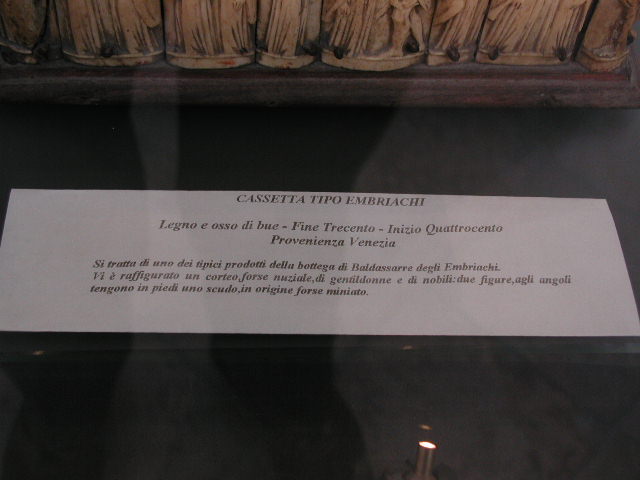 CASSETTA TIPO EMBRIACHI
Legno e osso di bue - Fine Trecento - Inizio Quattrocento
Provenienza Venezia
Si tratta di uno dei tipici prodotti della bottega di Baldassarre degli Embriachi.
Vi è raffigurato un corteo,forse nuziale,di gentildonne e di nobili:due figure,agli angoli
tengono in piedi uno scudo,in origine forse miniato.